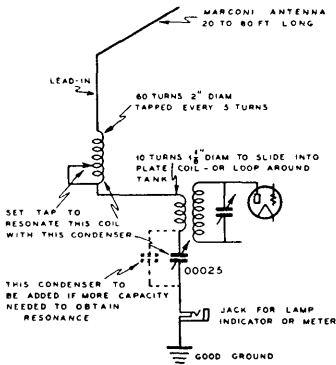 MARCONI ANTENNA
20 TO 80 FT LONG
LEAD-IN
60 TURNS 2" DIAM
TAPPED EVERY 5 TURNS
10 TURNS 1⅛" DIAM TO SLIDE INTO
PLATE COIL - OR LOOP AROUND
TANK
SET TAP TO
RESONATE THIS COIL
WITH THIS CONDENSER
.00025
THIS CONDENSER TO
BE ADDED IF MORE CAPACITY
NEEDED TO OBTAIN
RESONANCE
JACK FOR LAMP
INDICATOR OR METER
GOOD GROUND